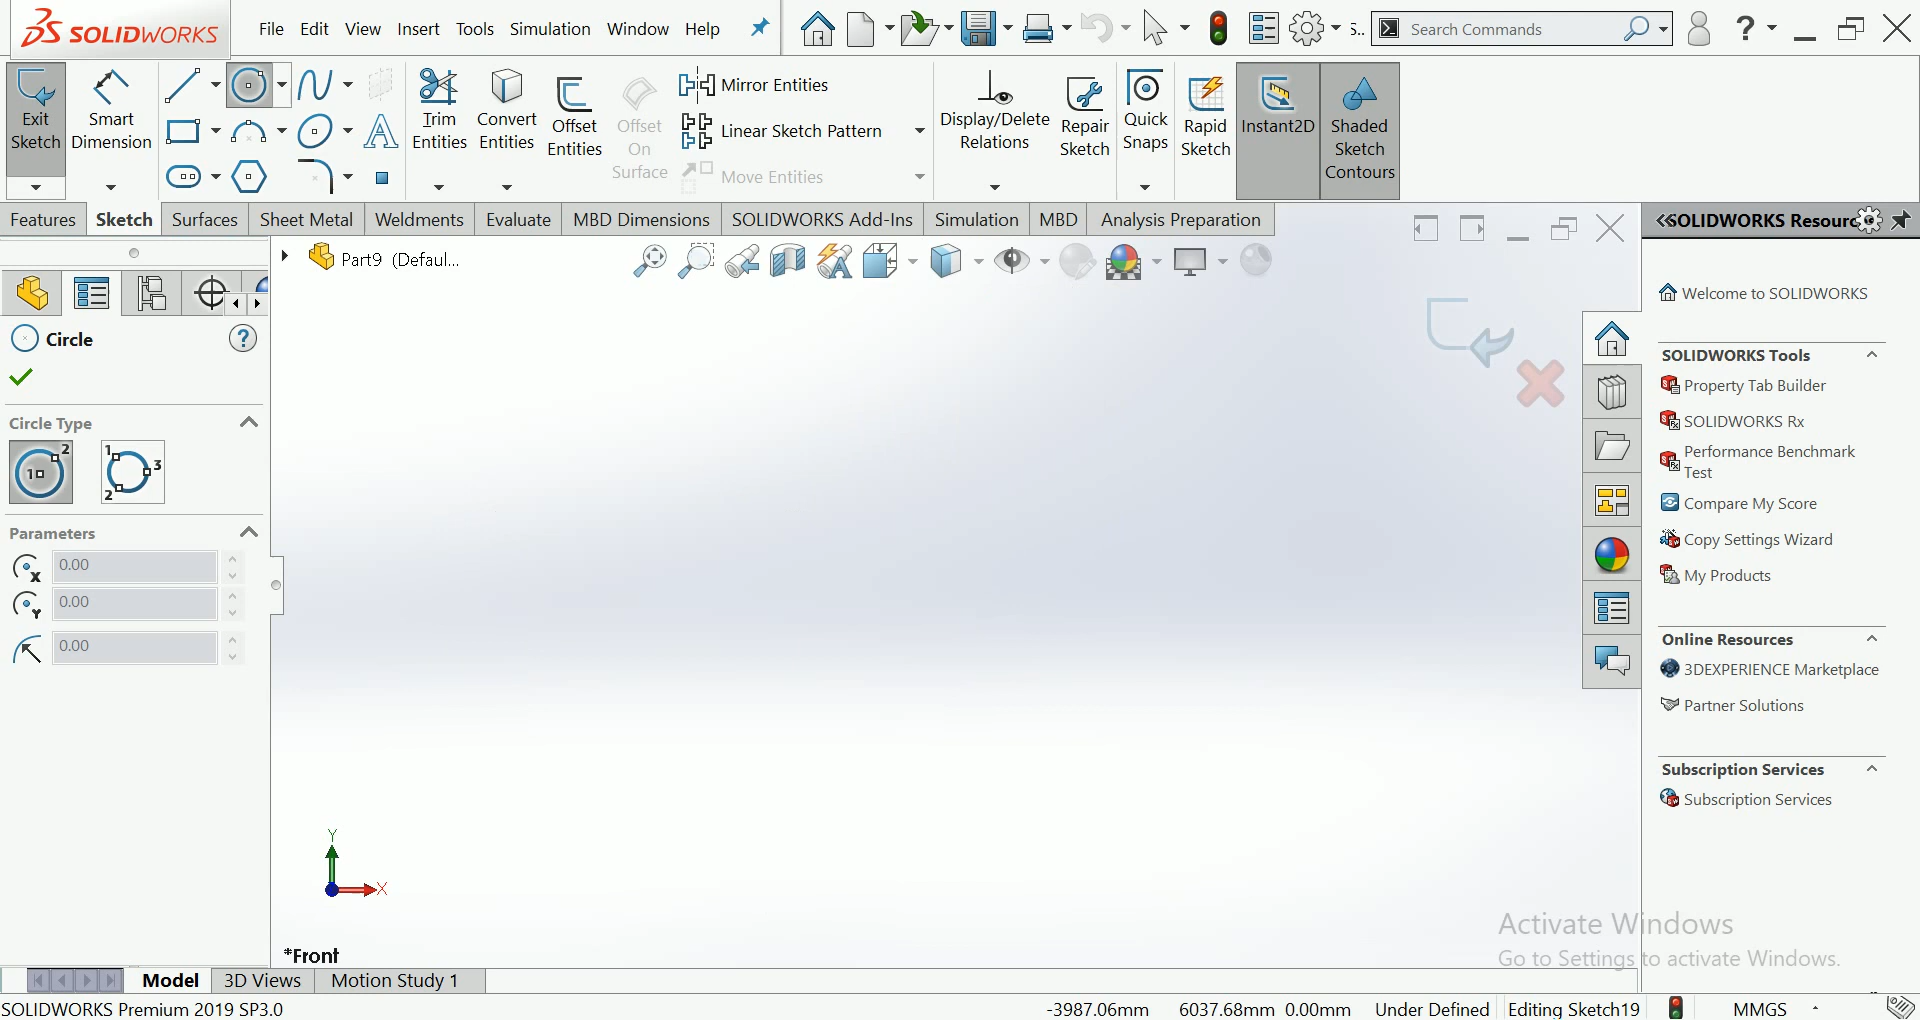 SOLIDWORKS
File Edit View Insert Tools Simulation Window Help
S..
Search Commands
?
Exit Sketch
Smart Dimension
Trim Entities
Convert Entities
Offset Entities
Offset On Surface
Mirror Entities
Linear Sketch Pattern
Move Entities
Display/Delete Relations
Repair Sketch
Quick Snaps
Rapid Sketch
Instant2D
Shaded Sketch Contours
Features Sketch Surfaces Sheet Metal Weldments Evaluate MBD Dimensions SOLIDWORKS Add-Ins Simulation MBD Analysis Preparation
SOLIDWORKS Resourc
Part9 (Defaul...
Circle
?
Circle Type
1 2
1 2 3
Parameters
X 0.00
Y 0.00
0.00
Welcome to SOLIDWORKS
SOLIDWORKS Tools
Property Tab Builder
SOLIDWORKS Rx
Performance Benchmark
Test
Compare My Score
Copy Settings Wizard
My Products
Online Resources
3DEXPERIENCE Marketplace
Partner Solutions
Subscription Services
Subscription Services
Y
X
*Front
Activate Windows
Go to Settings to activate Windows.
Model 3D Views Motion Study 1
SOLIDWORKS Premium 2019 SP3.0
-3987.06mm 6037.68mm 0.00mm Under Defined Editing Sketch19 MMGS